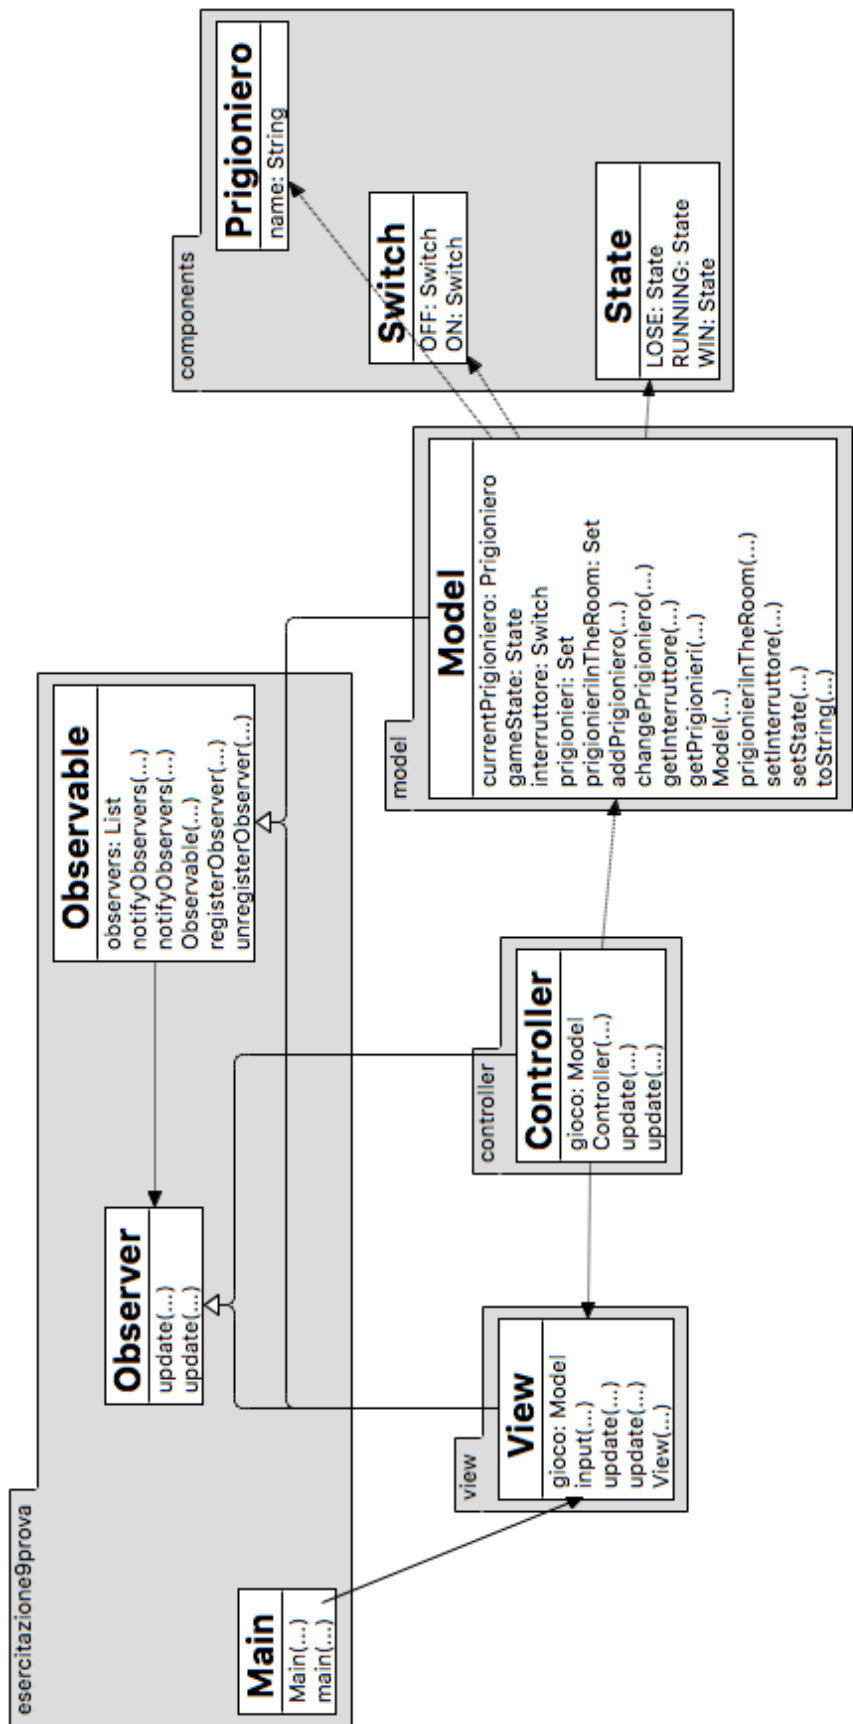 esercitazione9prova
Main
Main(...)
main(...)
Observer
update(...)
update(...)
Observable
observers: List
notifyObservers(...)
notifyObservers(...)
Observable(...)
registerObserver(...)
unregisterObserver(...)
view
View
gioco: Model
input(...)
update(...)
update(...)
View(...)
controller
Controller
gioco: Model
Controller(...)
update(...)
update(...)
model
Model
currentPrigioniero: Prigioniero
gameState: State
interruttore: Switch
prigionieri: Set
prigionieriInTheRoom: Set
addPrigioniero(...)
changePrigioniero(...)
getInterruttore(...)
getPrigionieri(...)
Model(...)
prigionieriInTheRoom(...)
setInterruttore(...)
setState(...)
toString(...)
components
Prigioniero
name: String
Switch
OFF: Switch
ON: Switch
State
LOSE: State
RUNNING: State
WIN: State